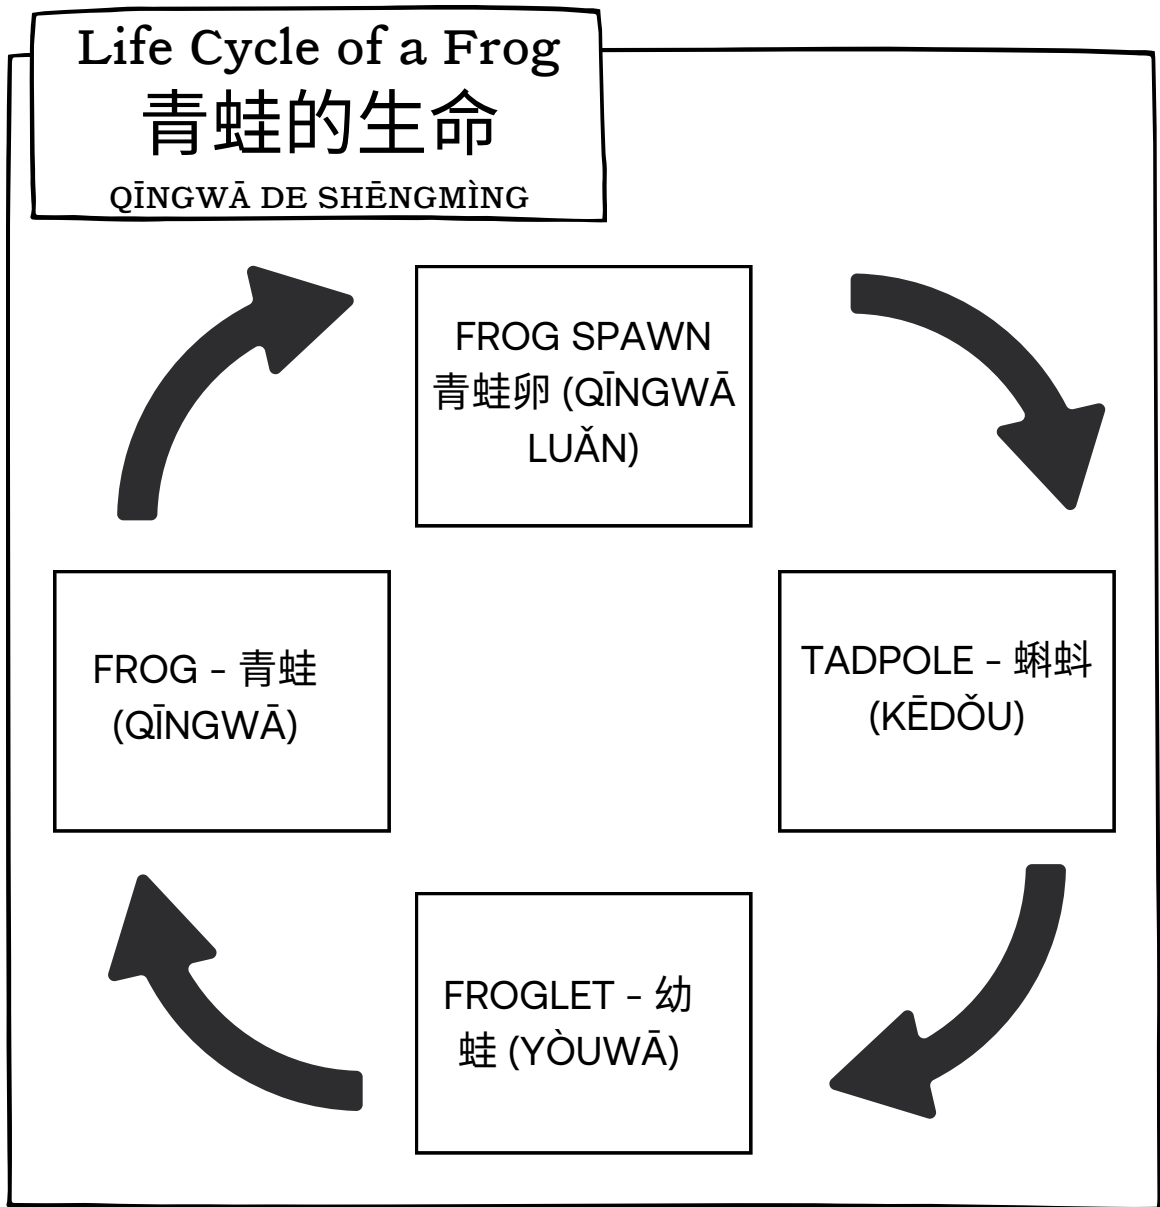 Life Cycle of a Frog
青蛙的生命
QĪNGWĀ DE SHĒNGMÌNG
FROG SPAWN
青蛙卵 (QĪNGWĀ
LUǍN)
TADPOLE - 蝌蚪
(KĒDǑU)
FROGLET - 幼
蛙 (YÒUWĀ)
FROG - 青蛙
(QĪNGWĀ)